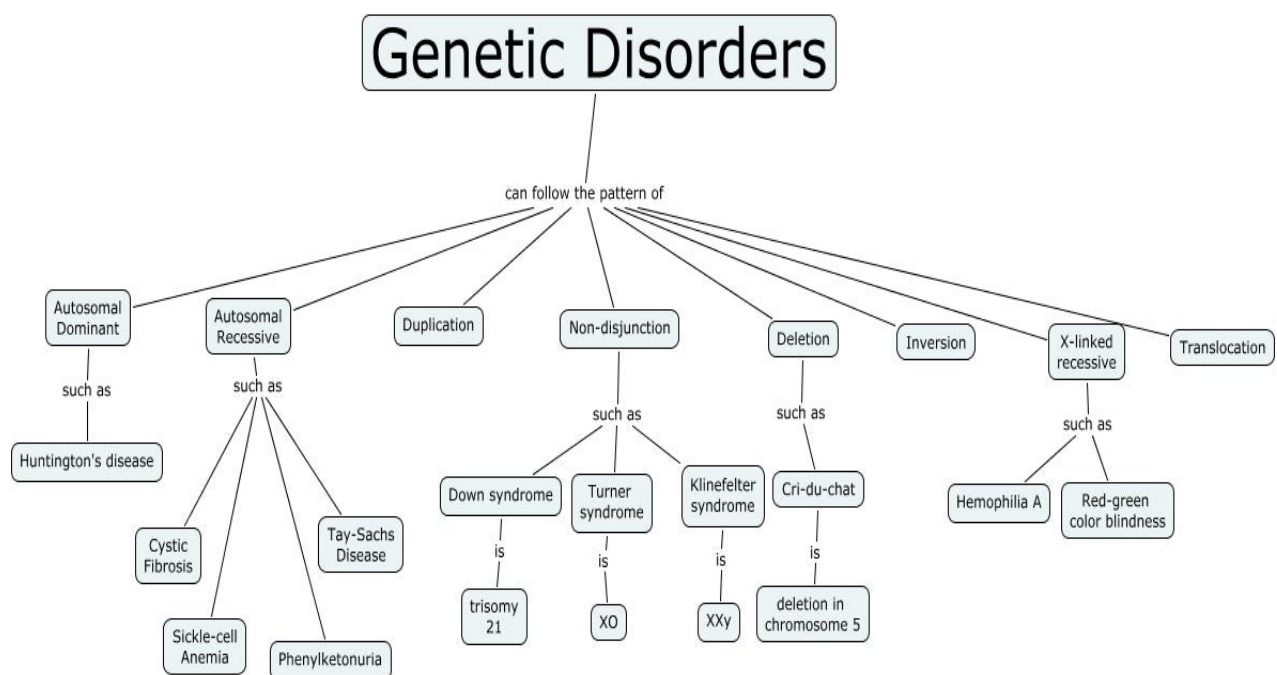 Genetic Disorders
can follow the pattern of
Autosomal
Dominant
Autosomal
Recessive
Duplication
Non-disjunction
Deletion
Inversion
X-linked
recessive
Translocation
such as
such as
such as
such as
such as
Huntington's disease
Cystic
Fibrosis
Sickle-cell
Anemia
Phenylketonuria
Tay-Sachs
Disease
Down syndrome
Turner
syndrome
Klinefelter
syndrome
Cri-du-chat
Hemophilia A
Red-green
color blindness
is
is
is
is
trisomy
21
XO
XXy
deletion in
chromosome 5